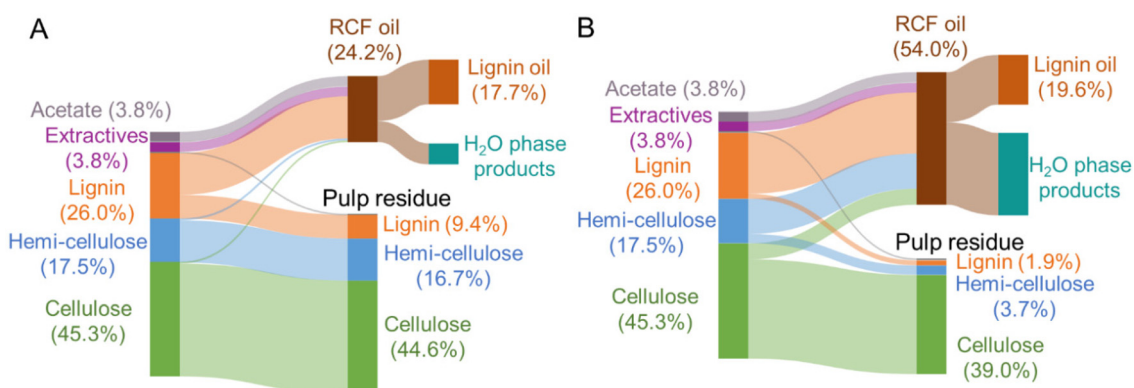 A
RCF oil
(24.2%)
Lignin oil
(17.7%)
Acetate (3.8%)
Extractives
(3.8%)
H₂O phase
products
Lignin
(26.0%)
Pulp residue
Lignin (9.4%)
Hemi-cellulose
(17.5%)
Hemi-cellulose
(16.7%)
Cellulose
(45.3%)
Cellulose
(44.6%)
B
RCF oil
(54.0%)
Lignin oil
(19.6%)
Acetate (3.8%)
Extractives
(3.8%)
H₂O phase
products
Lignin
(26.0%)
Hemi-cellulose
(17.5%)
Pulp residue
Lignin (1.9%)
Hemi-cellulose
(3.7%)
Cellulose
(45.3%)
Cellulose
(39.0%)